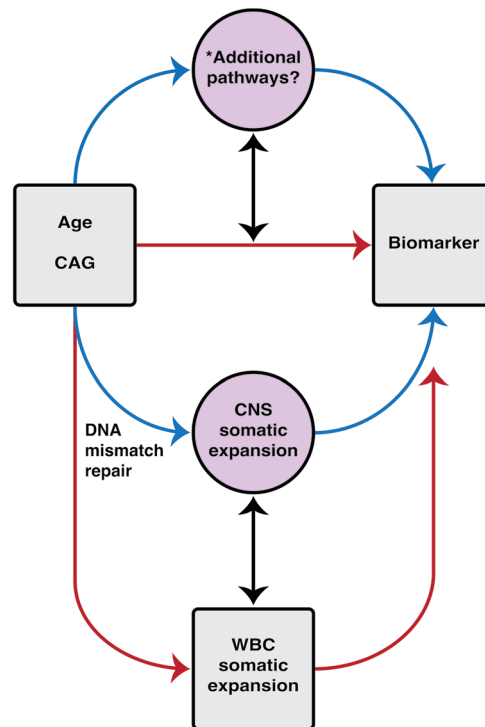 *Additional
pathways?
Age
CAG
Biomarker
CNS
somatic
expansion
DNA
mismatch
repair
WBC
somatic
expansion